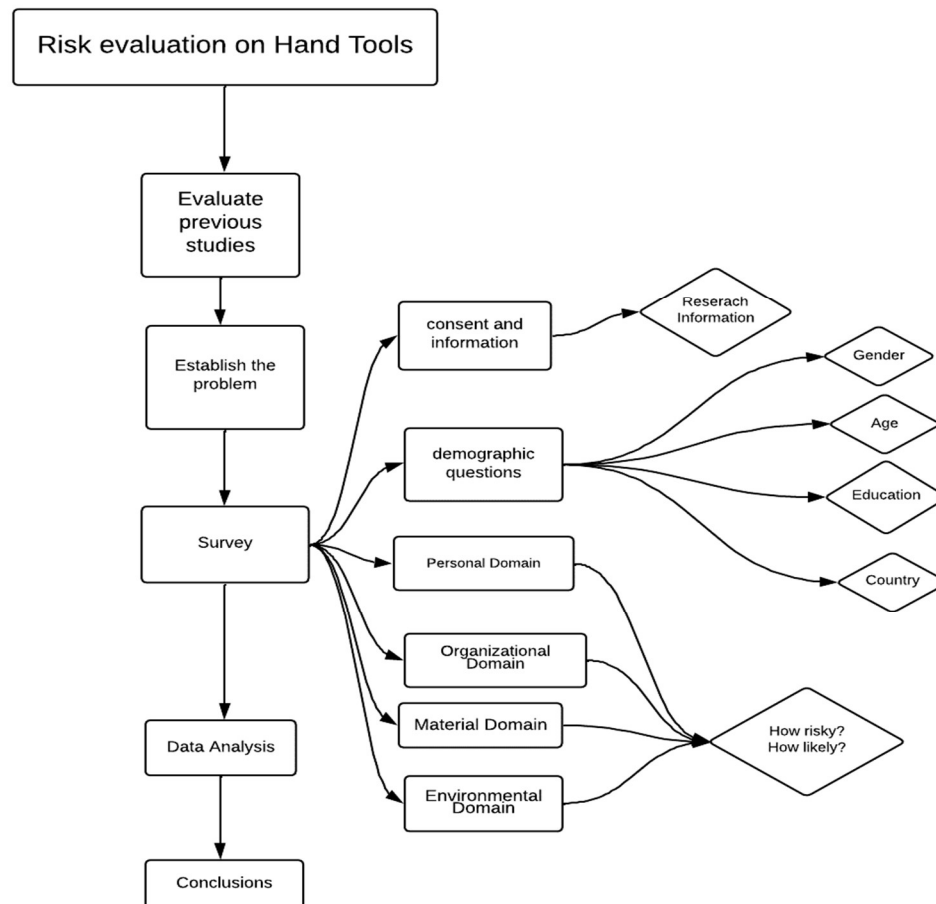 Risk evaluation on Hand Tools
Evaluate
previous
studies
Establish the
problem
Survey
Data Analysis
Conclusions
consent and
information
Reserach
Information
demographic
questions
Gender
Age
Education
Country
Personal Domain
Organizational
Domain
Material Domain
Environmental
Domain
How risky?
How likely?